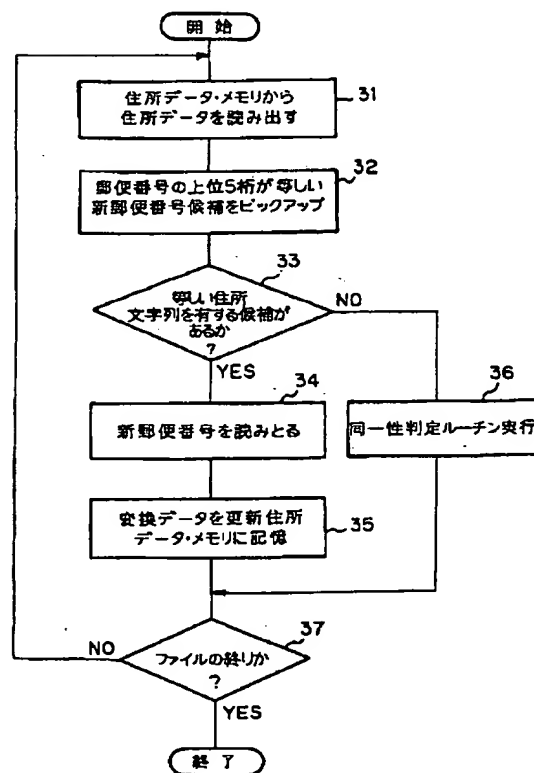 開始
住所データ・メモリから
住所データを読み出す
31
郵便番号の上位5桁が等しい
新郵便番号候補をピックアップ
32
33
等しい住所
文字列を有する候補が
あるか
?
NO
YES
34
新郵便番号を読みとる
36
同一性判定ルーチン実行
変換データを更新住所
データ・メモリに記憶
35
37
NO
ファイルの終りか
?
YES
終了